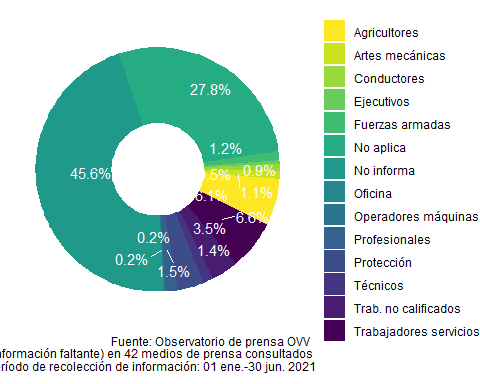 27.8%
1.2%
.5%
0.9%
1.1%
6.1%
6.6%
3.5%
1.4%
1.5%
0.2%
0.2%
45.6%
Agricultores
Artes mecánicas
Conductores
Ejecutivos
Fuerzas armadas
No aplica
No informa
Oficina
Operadores máquinas
Profesionales
Protección
Técnicos
Trab. no calificados
Trabajadores servicios
Fuente: Observatorio de prensa OVV
nformación faltante) en 42 medios de prensa consultados
ríodo de recolección de información: 01 ene.-30 jun. 2021